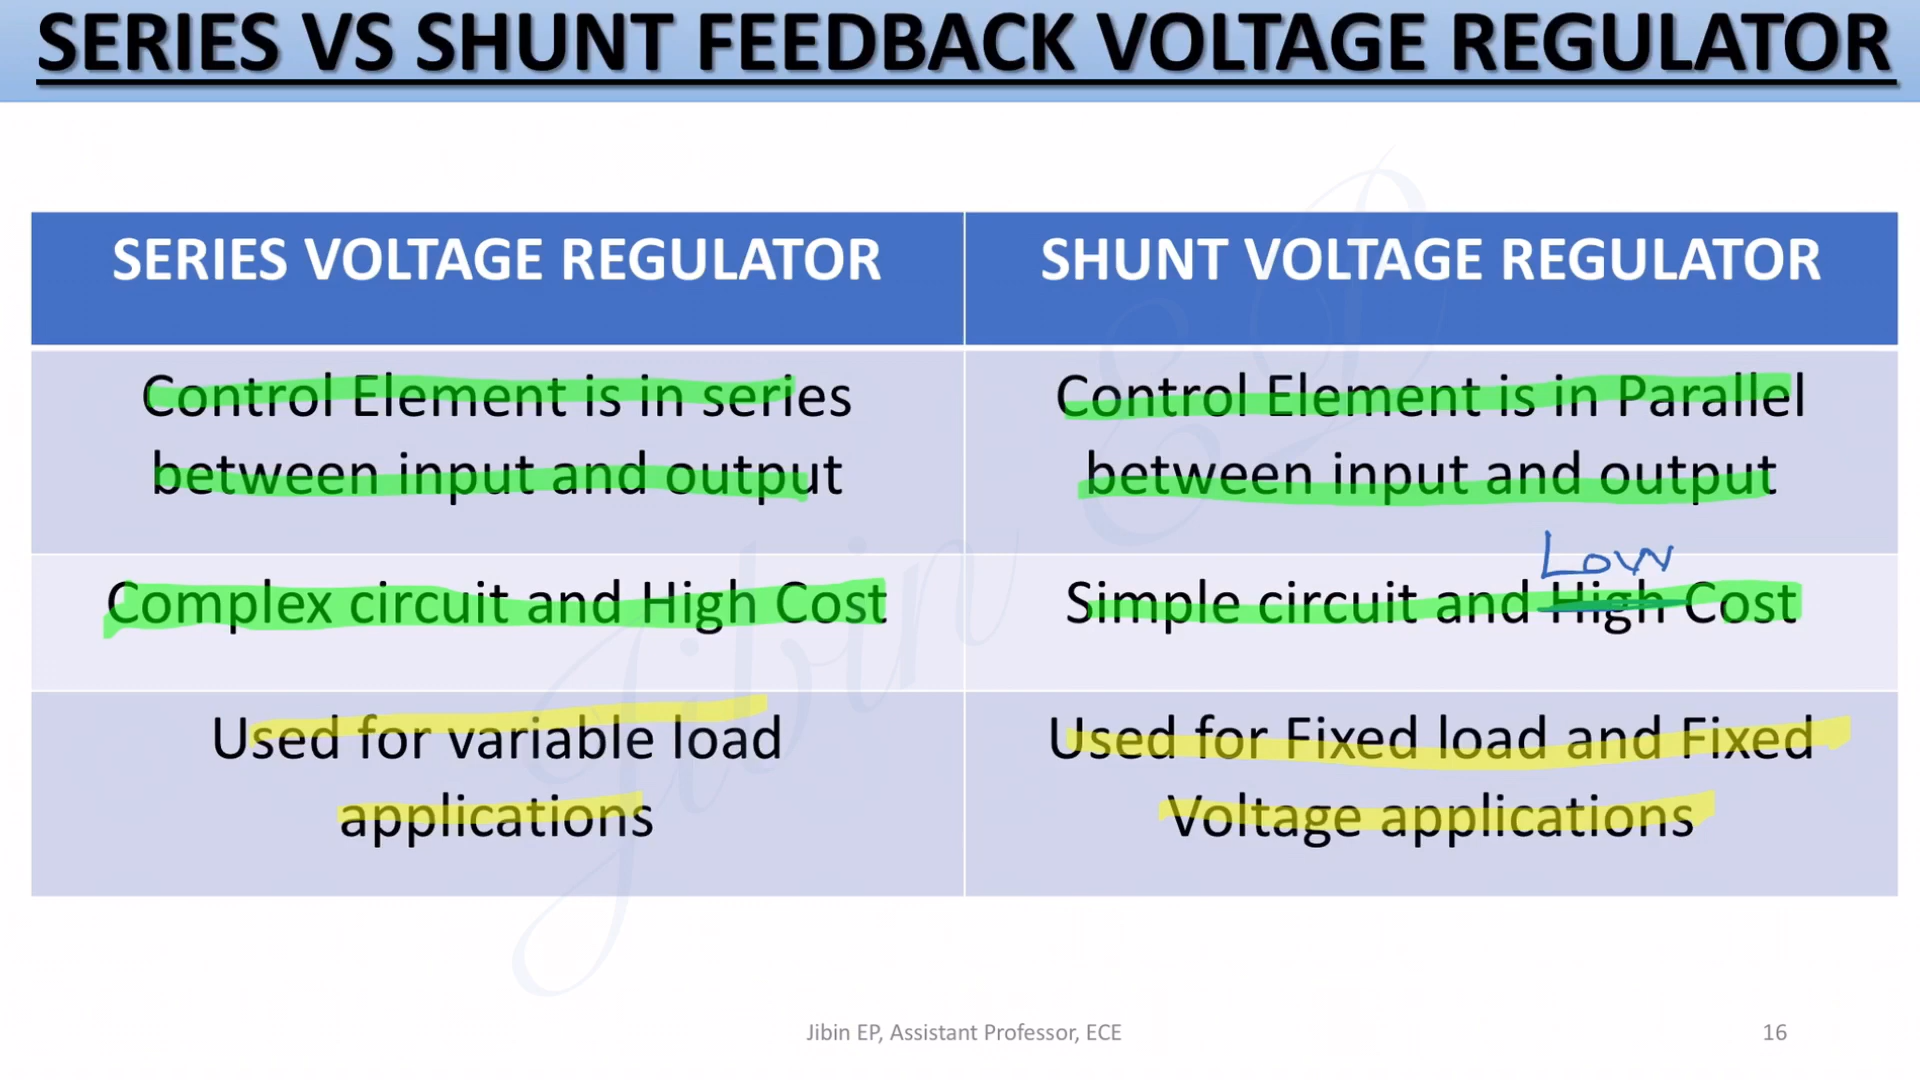 SERIES VS SHUNT FEEDBACK VOLTAGE REGULATOR
SERIES VOLTAGE REGULATOR
SHUNT VOLTAGE REGULATOR
Control Element is in series
between input and output
Control Element is in Parallel
between input and output
Complex circuit and High Cost
Low
Simple circuit and High Cost
Used for variable load
applications
Used for Fixed load and Fixed
Voltage applications
Jibin EP
Jibin EP, Assistant Professor, ECE
16